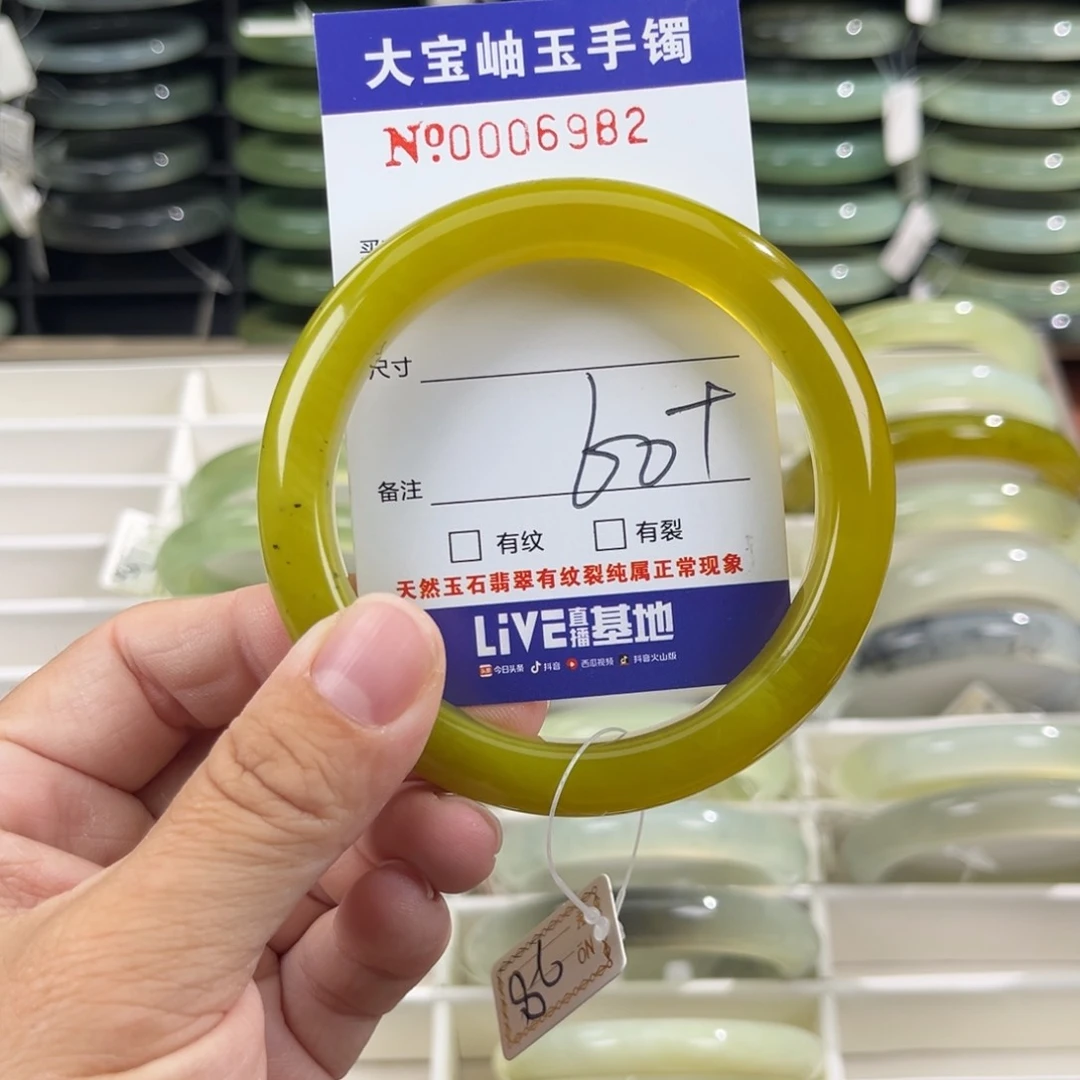 大宝岫玉手镯
Nº0006982
买
尺寸
60+
备注
□ 有纹 □ 有裂
天然玉石翡翠有纹裂纯属正常现象
LiVE直播基地
今日头条 抖音 西瓜视频 抖音火山版
NO